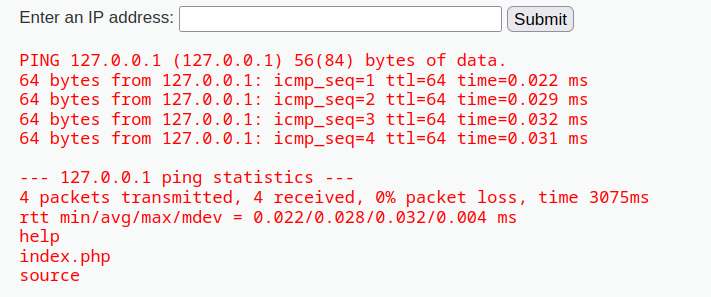 Enter an IP address: Submit
PING 127.0.0.1 (127.0.0.1) 56(84) bytes of data.
64 bytes from 127.0.0.1: icmp_seq=1 ttl=64 time=0.022 ms
64 bytes from 127.0.0.1: icmp_seq=2 ttl=64 time=0.029 ms
64 bytes from 127.0.0.1: icmp_seq=3 ttl=64 time=0.032 ms
64 bytes from 127.0.0.1: icmp_seq=4 ttl=64 time=0.031 ms
--- 127.0.0.1 ping statistics ---
4 packets transmitted, 4 received, 0% packet loss, time 3075ms
rtt min/avg/max/mdev = 0.022/0.028/0.032/0.004 ms
help
index.php
source